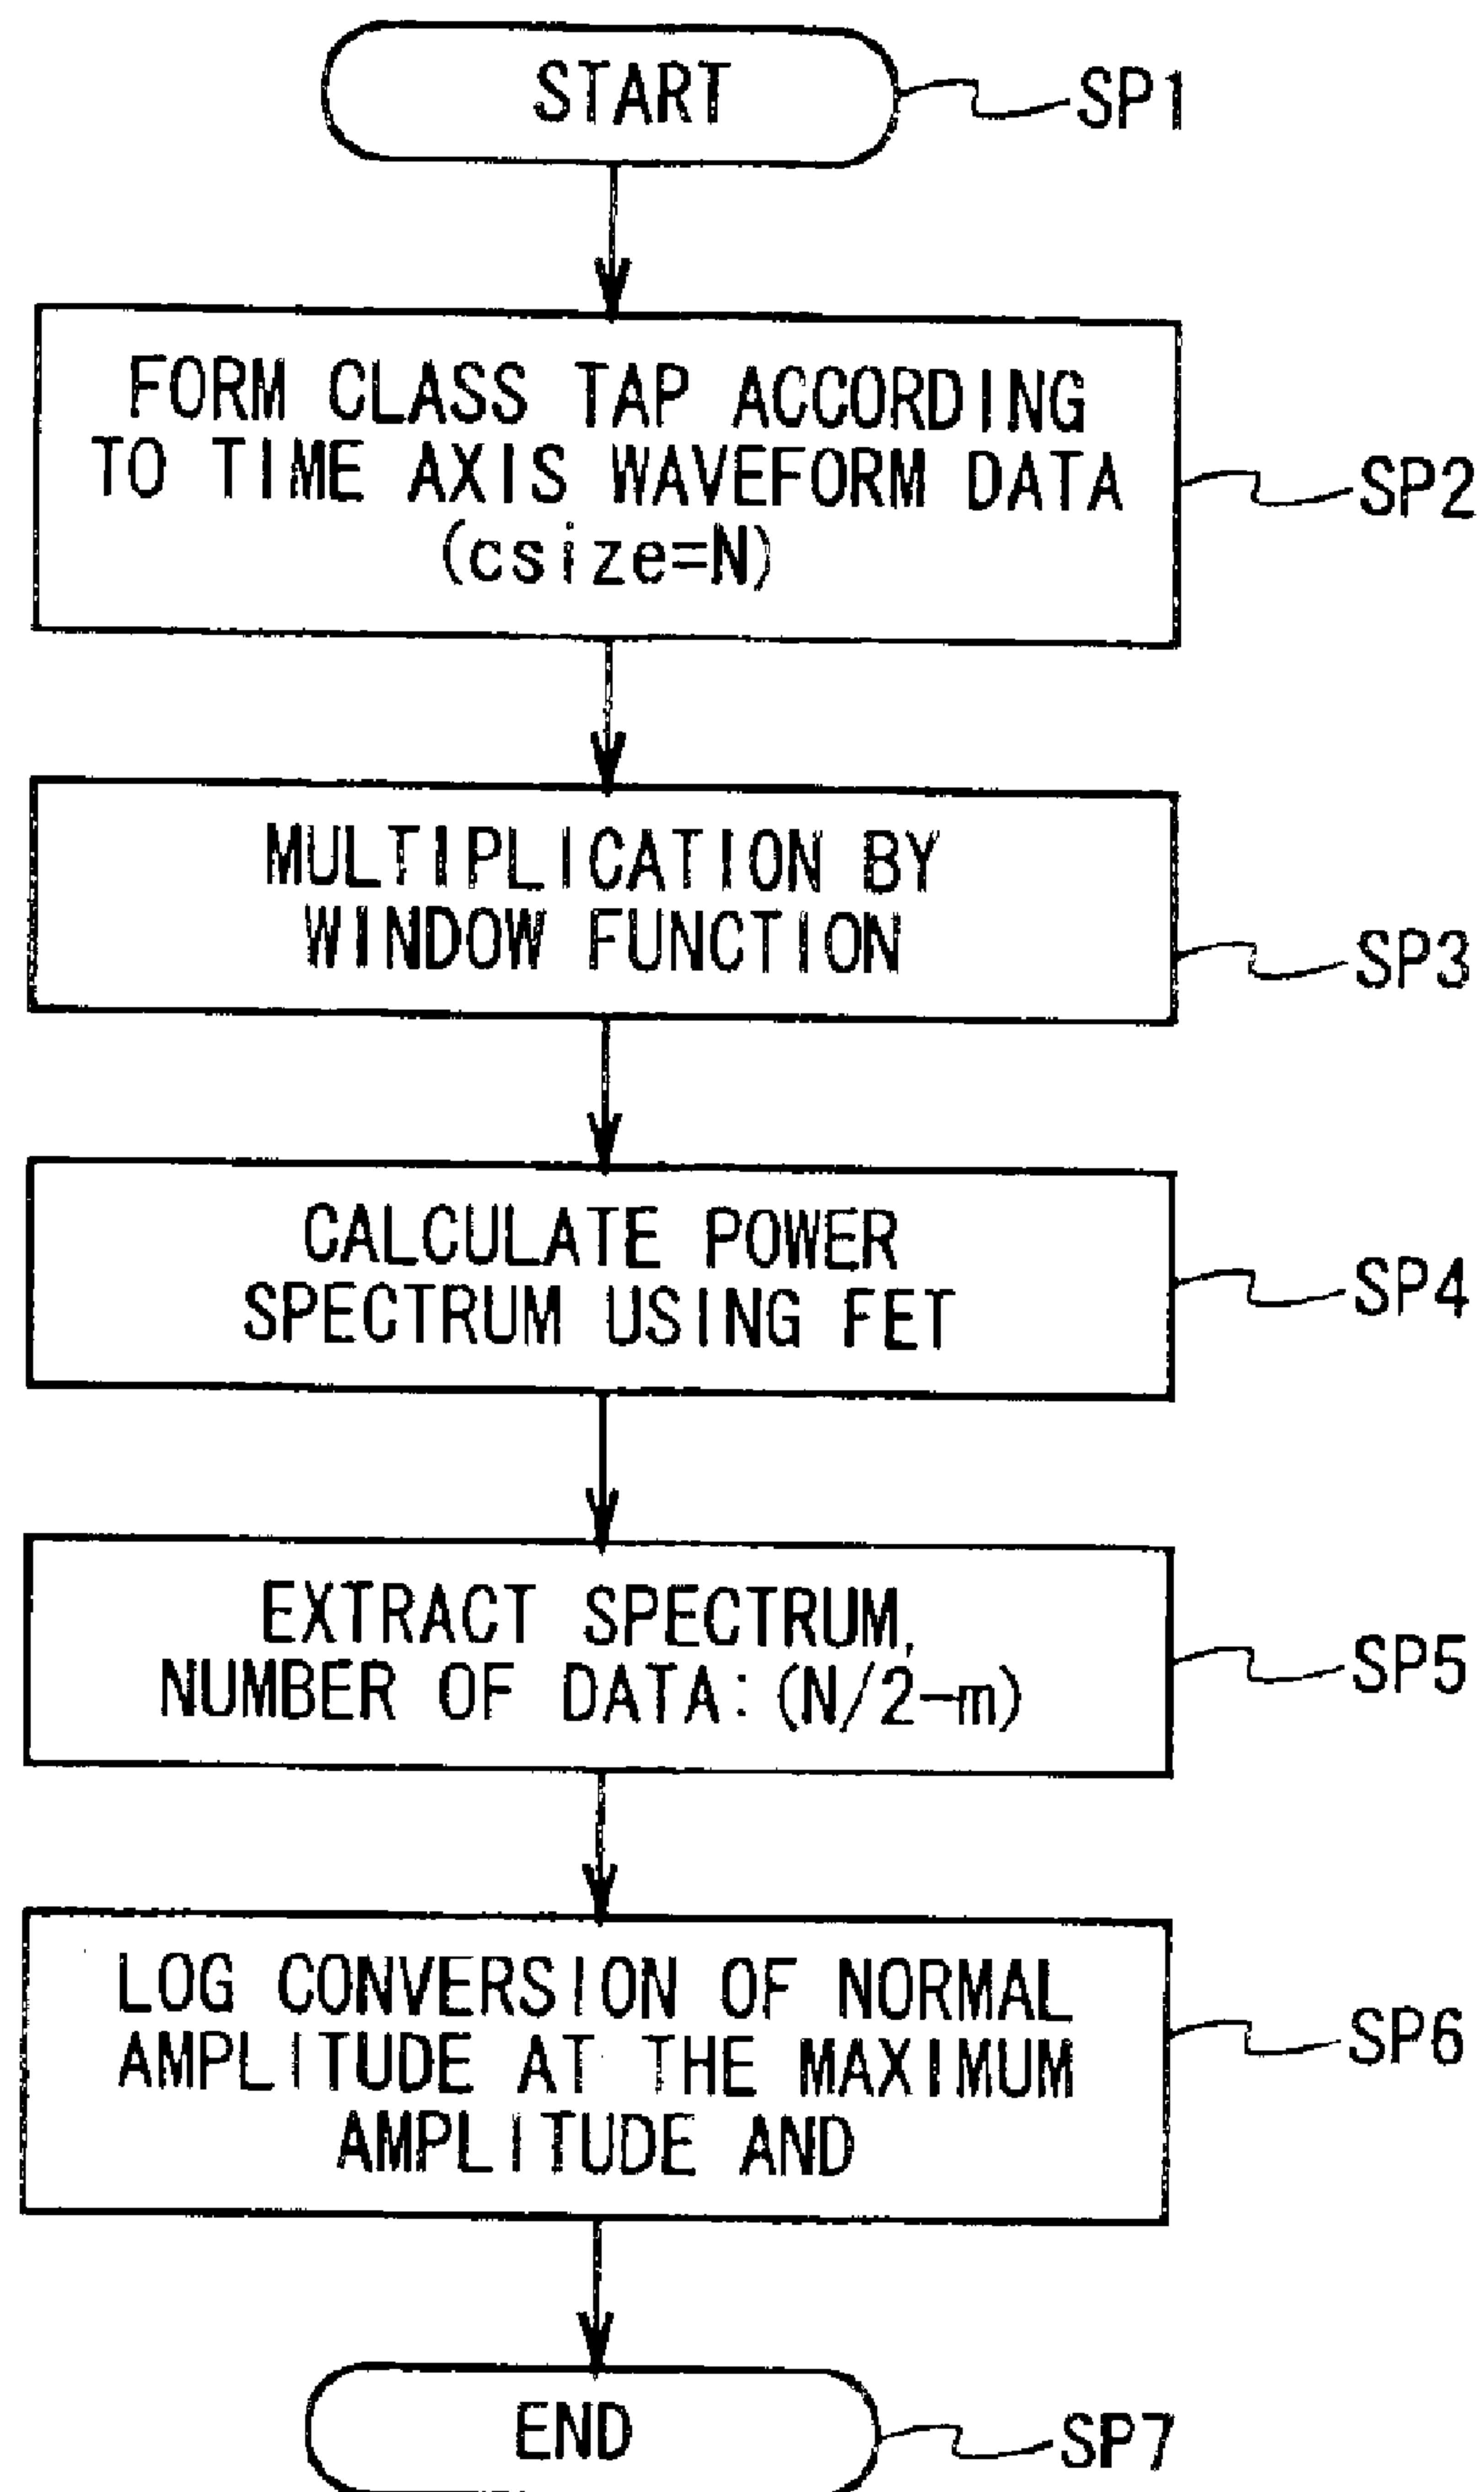 START
SP1
FORM CLASS TAP ACCORDING
TO TIME AXIS WAVEFORM DATA
(csize=N)
SP2
MULTIPLICATION BY
WINDOW FUNCTION
SP3
CALCULATE POWER
SPECTRUM USING FET
SP4
EXTRACT SPECTRUM,
NUMBER OF DATA:(N/2-m)
SP5
LOG CONVERSION OF NORMAL
AMPLITUDE AT THE MAXIMUM
AMPLITUDE AND
SP6
END
SP7